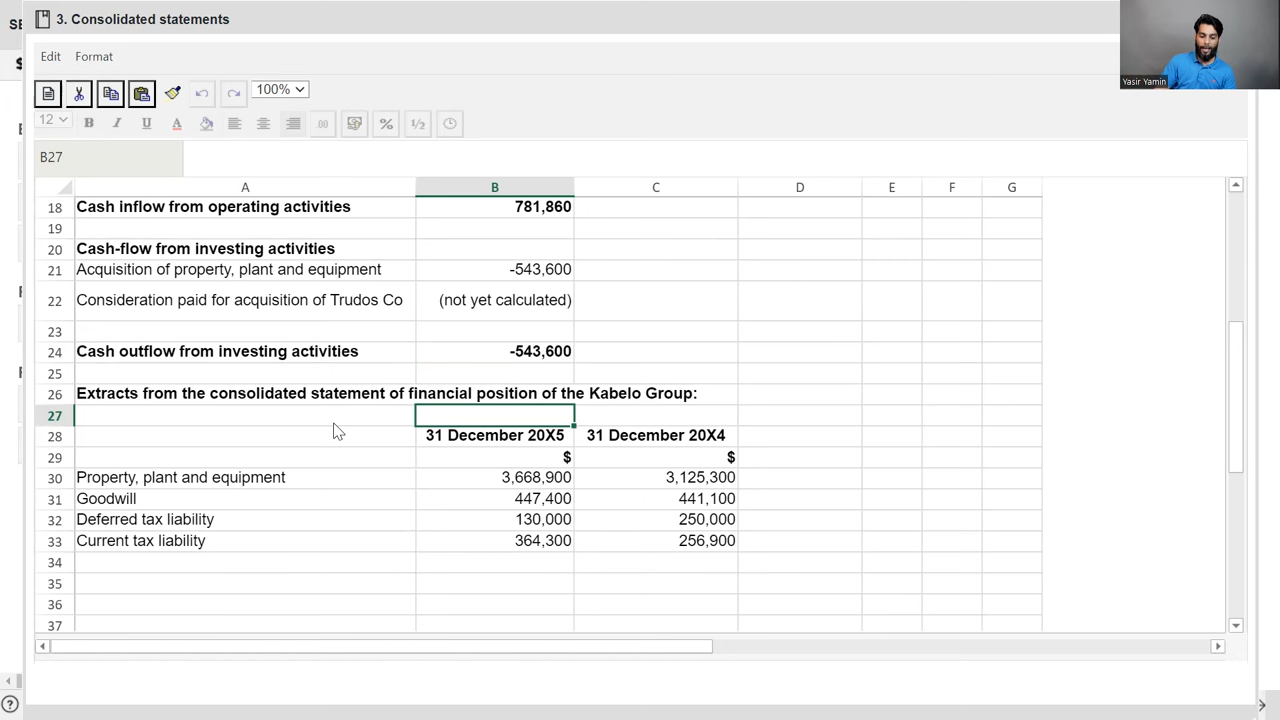 SE
3. Consolidated statements
$
Edit Format
100%
12 B I U A .00 % ½
B27
A B C D E F G
18 Cash inflow from operating activities 781,860
19
20 Cash-flow from investing activities
21 Acquisition of property, plant and equipment -543,600
22 Consideration paid for acquisition of Trudos Co (not yet calculated)
23
24 Cash outflow from investing activities -543,600
25
26 Extracts from the consolidated statement of financial position of the Kabelo Group:
27
28 31 December 20X5 31 December 20X4
29 $ $
30 Property, plant and equipment 3,668,900 3,125,300
31 Goodwill 447,400 441,100
32 Deferred tax liability 130,000 250,000
33 Current tax liability 364,300 256,900
34
35
36
37
Yasir Yamin